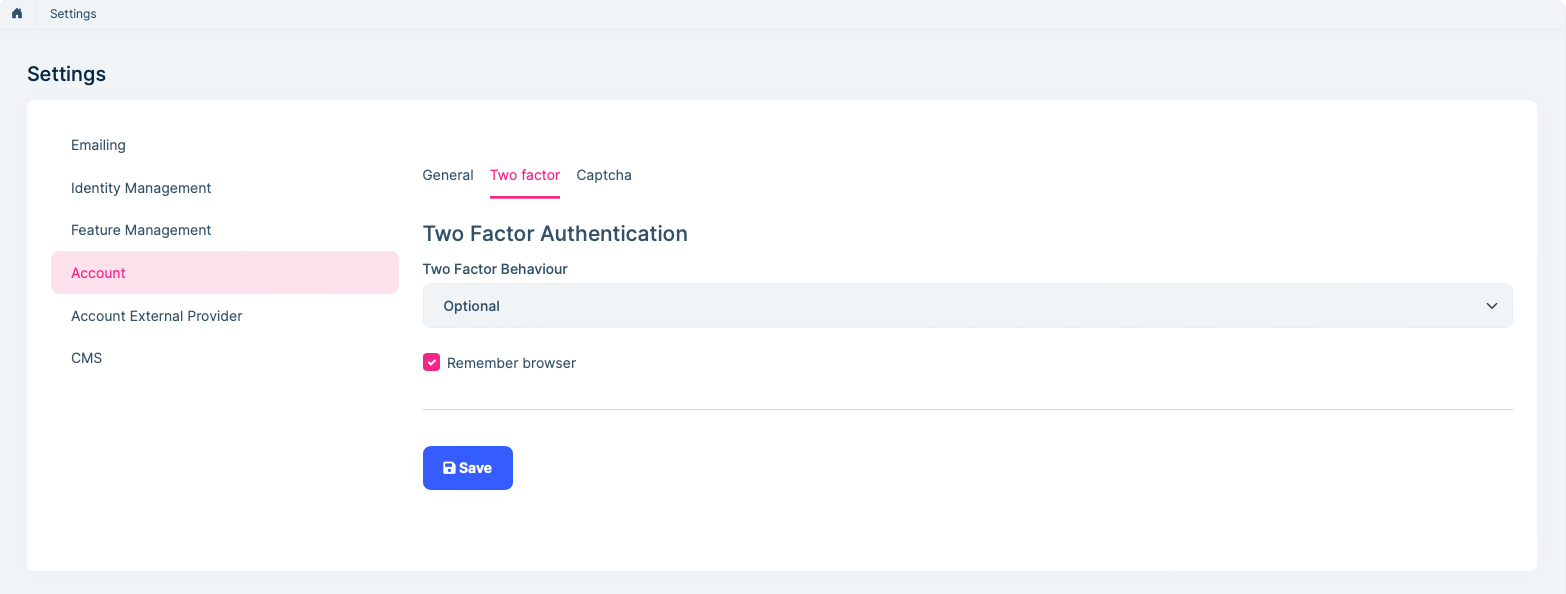 Settings
Settings
Emailing
Identity Management
Feature Management
Account
Account External Provider
CMS
General Two factor Captcha
Two Factor Authentication
Two Factor Behaviour
Optional
Remember browser
Save